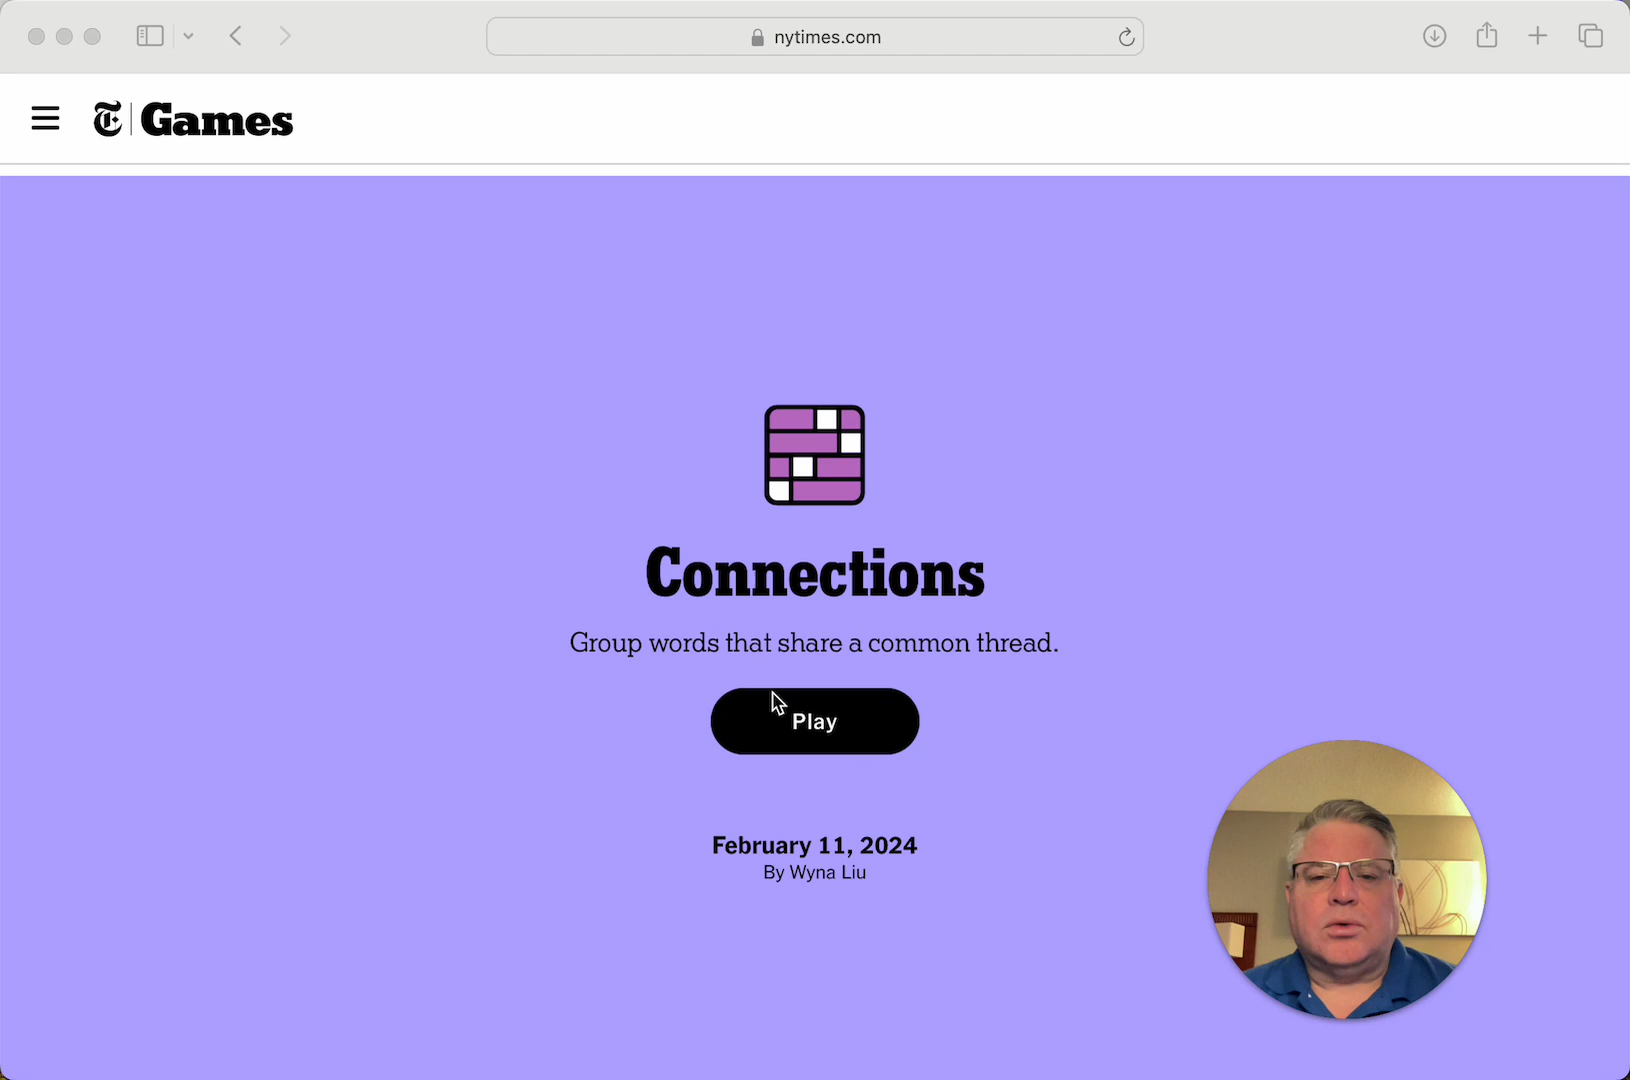 nytimes.com
T Games
Connections
Group words that share a common thread.
Play
February 11, 2024
By Wyna Liu